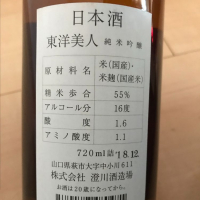 日本酒
東洋美人 純米吟醸
原材料名 米(国産)・
米麹(国産米)
精米歩合 55%
アルコール分 16度
酸度 1.6
アミノ酸度 1.1
720ml詰 '18.12
山口県萩市大字中小川611
株式会社 澄川酒造場
お酒は20歳になってから。